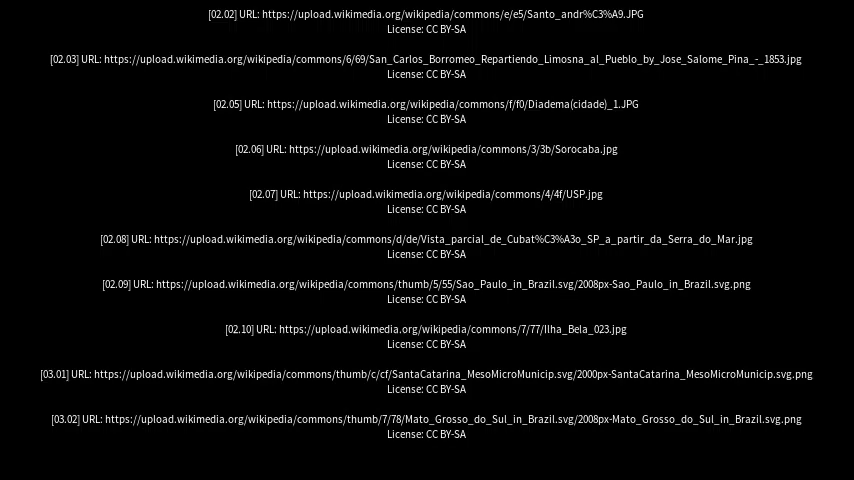 [02.02] URL: https://upload.wikimedia.org/wikipedia/commons/e/e5/Santo_andr%C3%A9.JPG
License: CC BY-SA
[02.03] URL: https://upload.wikimedia.org/wikipedia/commons/6/69/San_Carlos_Borromeo_Repartiendo_Limosna_al_Pueblo_by_Jose_Salome_Pina_-_1853.jpg
License: CC BY-SA
[02.05] URL: https://upload.wikimedia.org/wikipedia/commons/f/f0/Diadema(cidade)_1.JPG
License: CC BY-SA
[02.06] URL: https://upload.wikimedia.org/wikipedia/commons/3/3b/Sorocaba.jpg
License: CC BY-SA
[02.07] URL: https://upload.wikimedia.org/wikipedia/commons/4/4f/USP.jpg
License: CC BY-SA
[02.08] URL: https://upload.wikimedia.org/wikipedia/commons/d/de/Vista_parcial_de_Cubat%C3%A3o_SP_a_partir_da_Serra_do_Mar.jpg
License: CC BY-SA
[02.09] URL: https://upload.wikimedia.org/wikipedia/commons/thumb/5/55/Sao_Paulo_in_Brazil.svg/2008px-Sao_Paulo_in_Brazil.svg.png
License: CC BY-SA
[02.10] URL: https://upload.wikimedia.org/wikipedia/commons/7/77/Ilha_Bela_023.jpg
License: CC BY-SA
[03.01] URL: https://upload.wikimedia.org/wikipedia/commons/thumb/c/cf/SantaCatarina_MesoMicroMunicip.svg/2000px-SantaCatarina_MesoMicroMunicip.svg.png
License: CC BY-SA
[03.02] URL: https://upload.wikimedia.org/wikipedia/commons/thumb/7/78/Mato_Grosso_do_Sul_in_Brazil.svg/2008px-Mato_Grosso_do_Sul_in_Brazil.svg.png
License: CC BY-SA